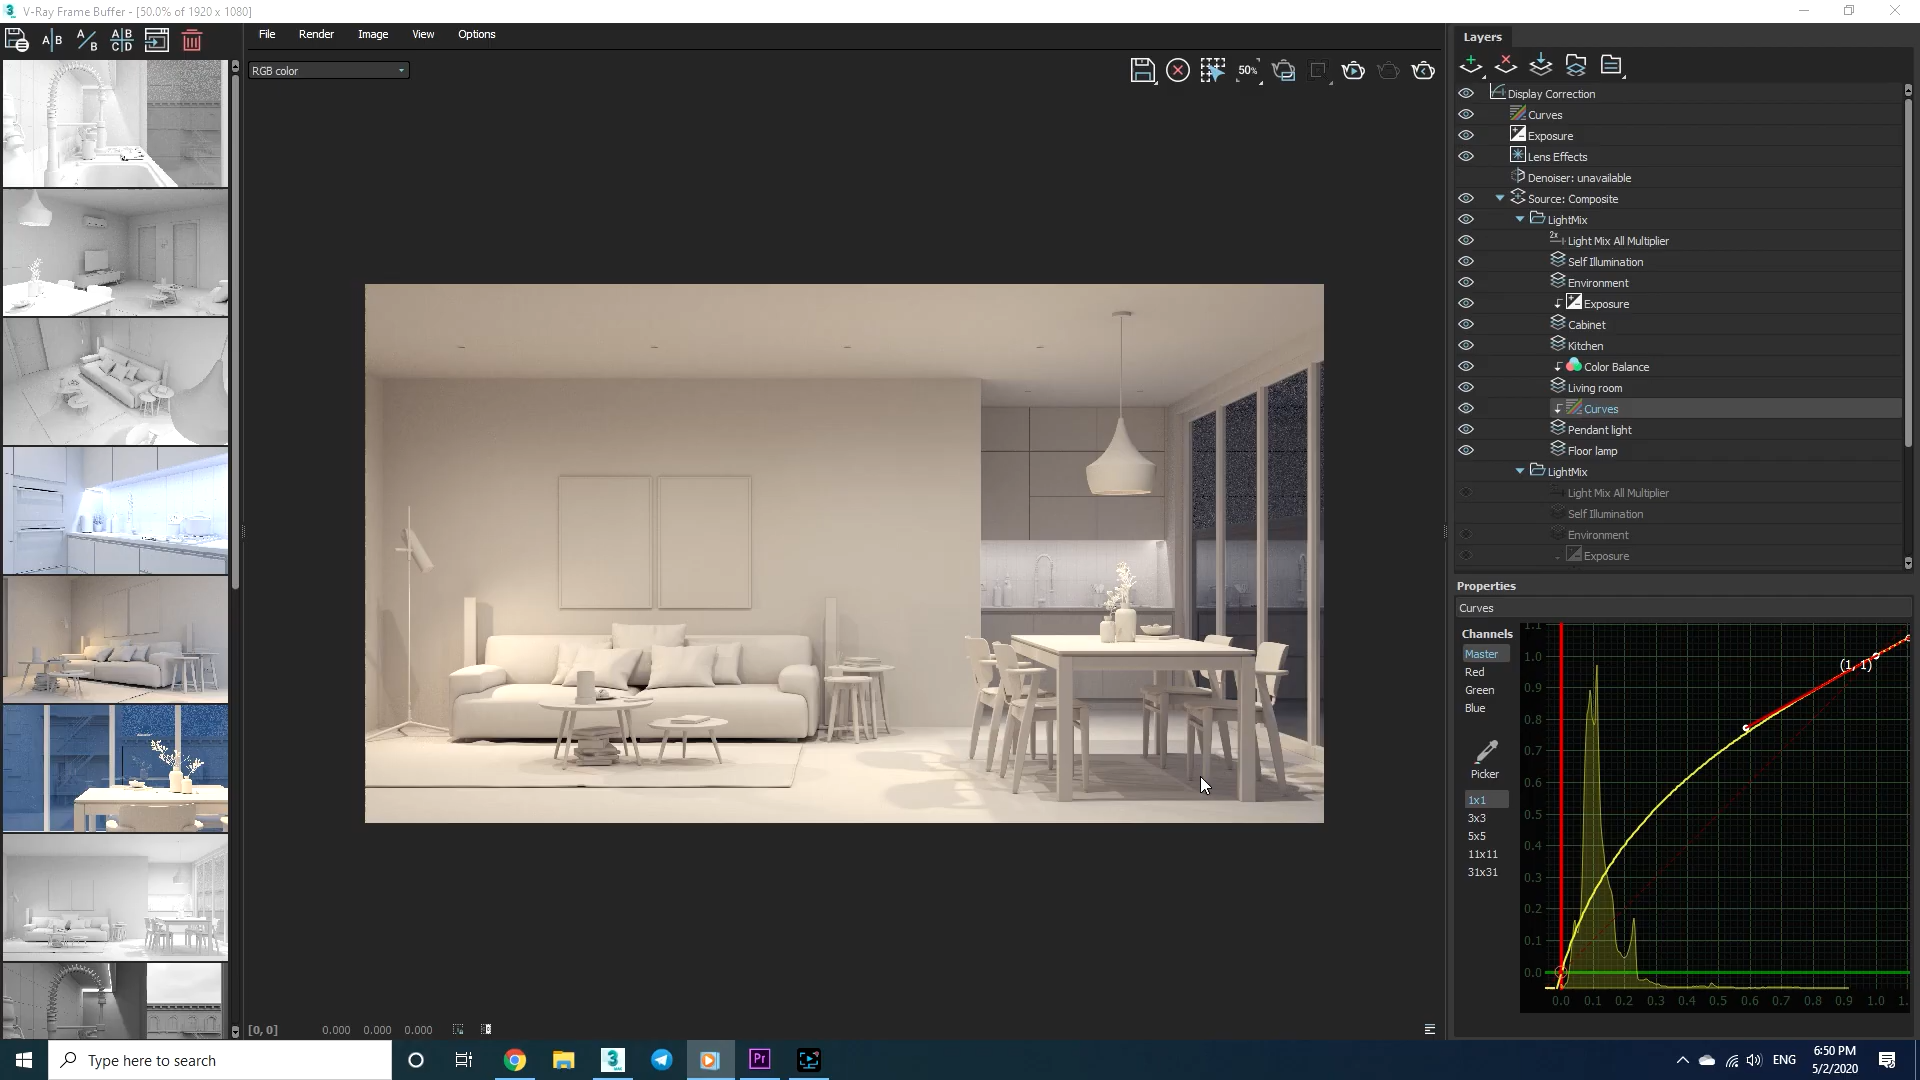 V-Ray Frame Buffer - [50.0% of 1920 x 1080]
File Render Image View Options
RGB color
50%
Layers
Display Correction
Curves
Exposure
Lens Effects
Denoiser: unavailable
Source: Composite
LightMix
Light Mix All Multiplier
Self Illumination
Environment
Exposure
Cabinet
Kitchen
Color Balance
Living room
Curves
Pendant light
Floor lamp
LightMix
Light Mix All Multiplier
Self Illumination
Environment
Exposure
Properties
Curves
Channels
Master
Red
Green
Blue
Picker
1x1
3x3
5x5
11x11
31x31
1.1
1.0
0.9
0.8
0.7
0.6
0.5
0.4
0.3
0.2
0.1
0.0
(1, 1)
0.0 0.1 0.2 0.3 0.4 0.5 0.6 0.7 0.8 0.9 1.0 1.
[0, 0] 0.000 0.000 0.000
Type here to search
Pr
ENG
6:50 PM
5/2/2020